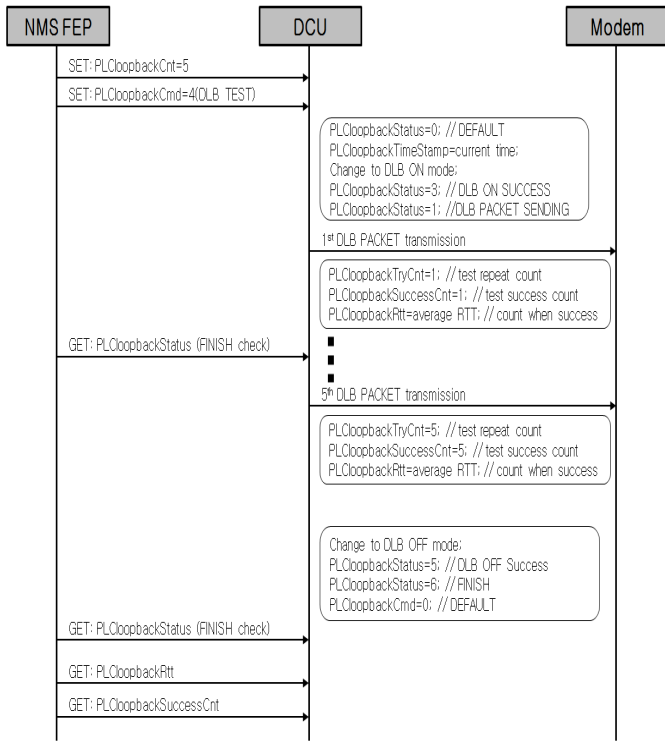 NMS FEP
DCU
Modem
SET: PLCloopbackCnt=5
SET: PLCloopbackCmd=4(DLB TEST)
PLCloopbackStatus=0; // DEFAULT
PLCloopbackTimeStamp=current time;
Change to DLB ON mode;
PLCloopbackStatus=3; // DLB ON SUCCESS
PLCloopbackStatus=1; //DLB PACKET SENDING
1st DLB PACKET transmission
PLCloopbackTryCnt=1; // test repeat count
PLCloopbackSuccessCnt=1; // test success count
PLCloopbackRtt=average RTT; // count when success
GET: PLCloopbackStatus (FINISH check)
5th DLB PACKET transmission
PLCloopbackTryCnt=5; // test repeat count
PLCloopbackSuccessCnt=5; // test success count
PLCloopbackRtt=average RTT; // count when success
Change to DLB OFF mode;
PLCloopbackStatus=5; // DLB OFF Success
PLCloopbackStatus=6; // FINISH
PLCloopbackCmd=0; // DEFAULT
GET: PLCloopbackStatus (FINISH check)
GET: PLCloopbackRtt
GET: PLCloopbackSuccessCnt